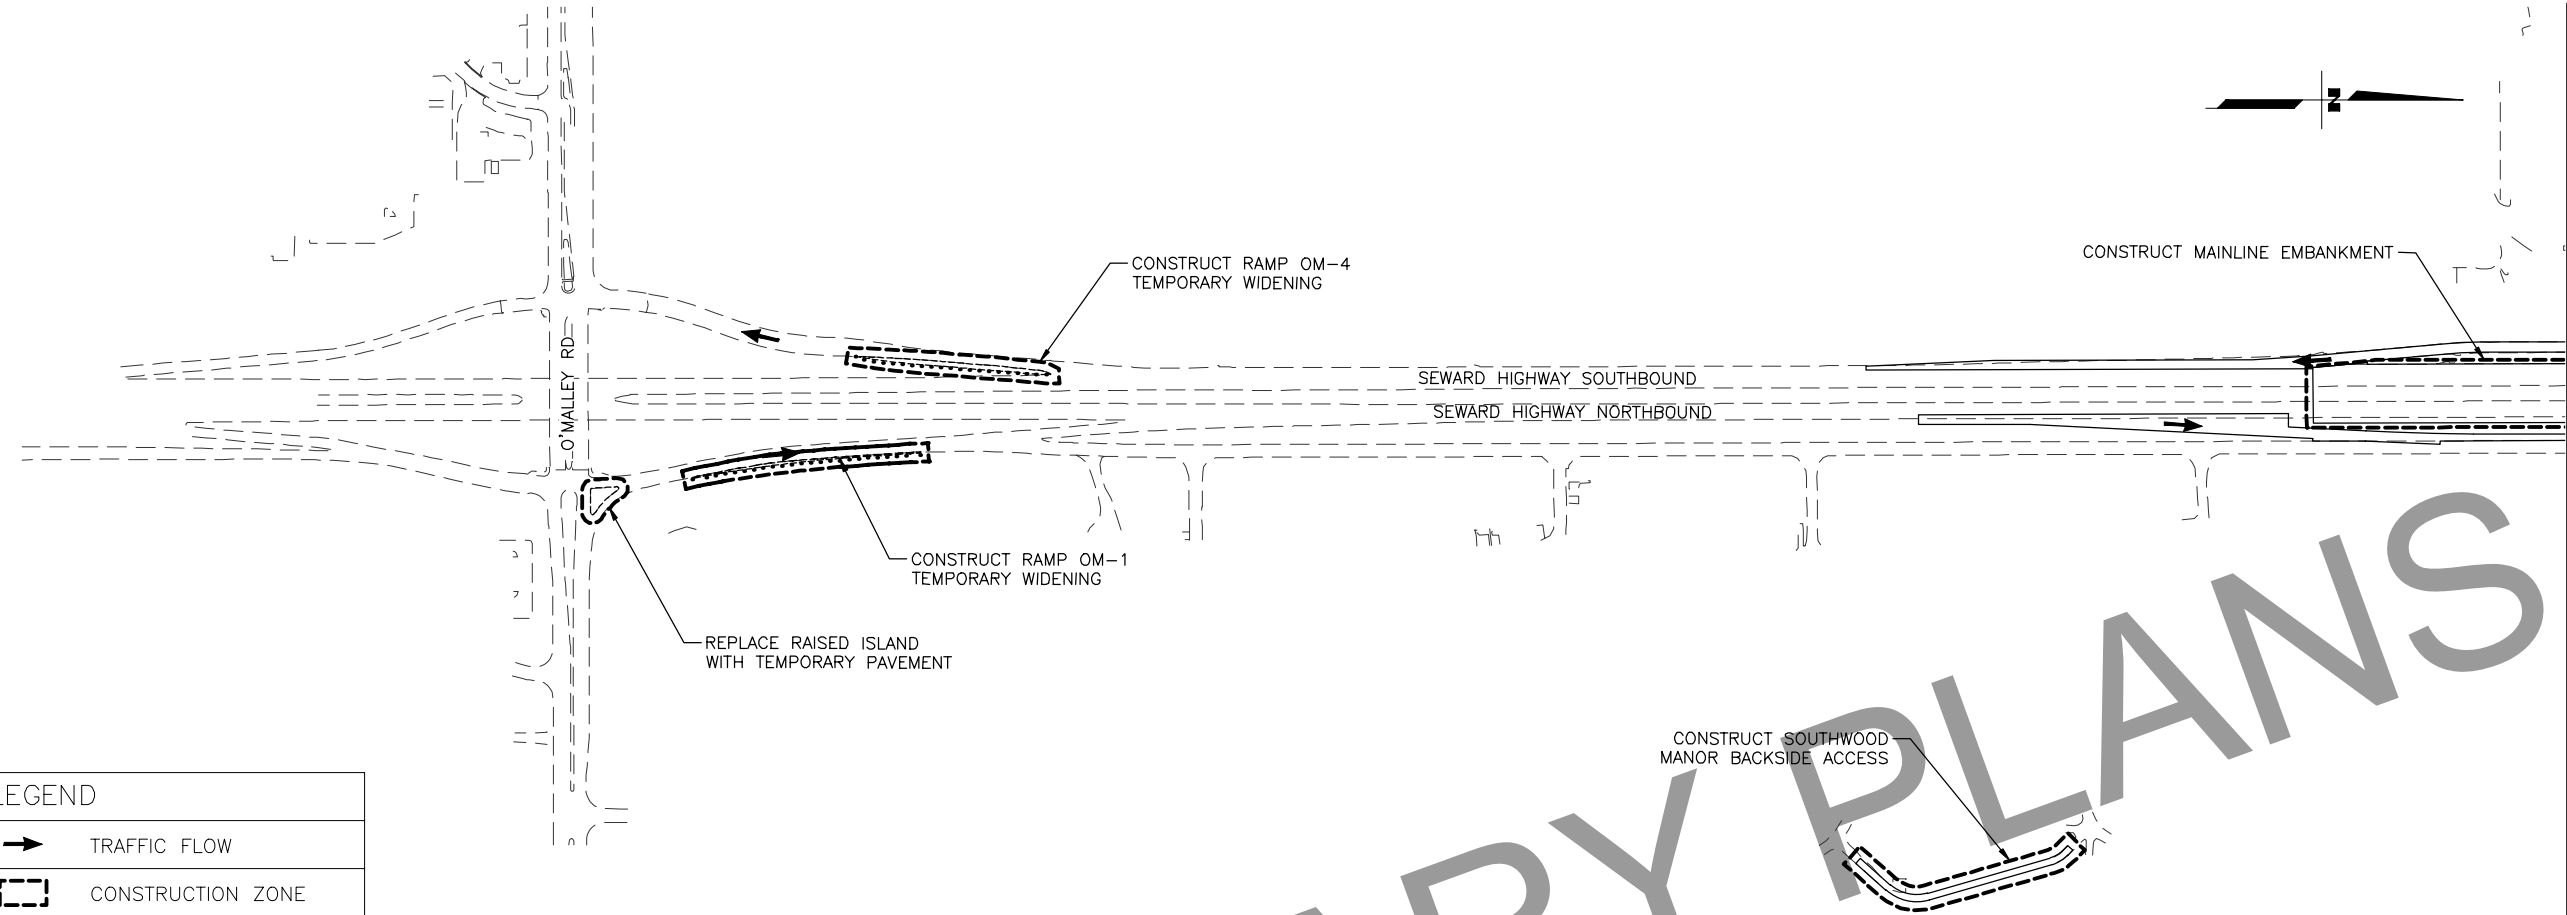 N
CONSTRUCT RAMP OM-4
TEMPORARY WIDENING
CONSTRUCT MAINLINE EMBANKMENT
O'MALLEY RD
SEWARD HIGHWAY SOUTHBOUND
SEWARD HIGHWAY NORTHBOUND
CONSTRUCT RAMP OM-1
TEMPORARY WIDENING
REPLACE RAISED ISLAND
WITH TEMPORARY PAVEMENT
CONSTRUCT SOUTHWOOD
MANOR BACKSIDE ACCESS
LEGEND
TRAFFIC FLOW
CONSTRUCTION ZONE
ARY PLANS